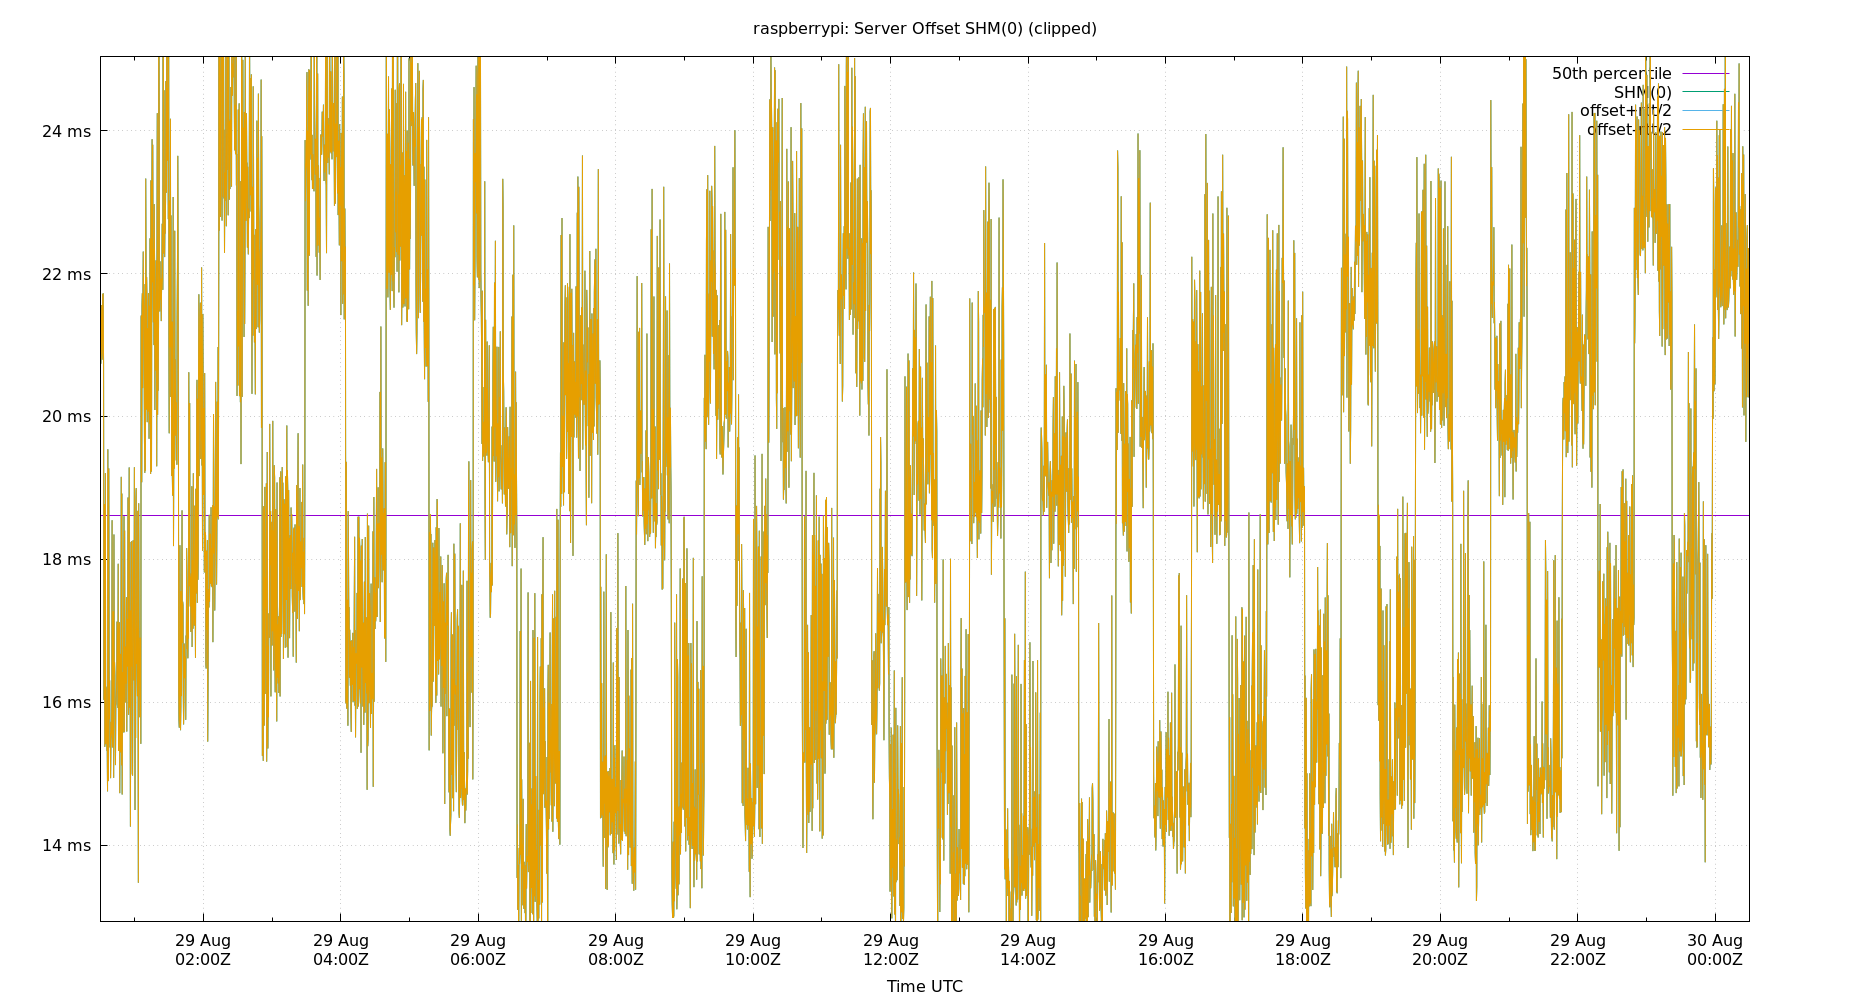 raspberrypi: Server Offset SHM(0) (clipped)
50th percentile
SHM(0)
offset+rtt/2
offset-rtt/2
24 ms
22 ms
20 ms
18 ms
16 ms
14 ms
29 Aug 29 Aug 29 Aug 29 Aug 29 Aug 29 Aug 29 Aug 29 Aug 29 Aug 29 Aug 29 Aug 30 Aug
02:00Z 04:00Z 06:00Z 08:00Z 10:00Z 12:00Z 14:00Z 16:00Z 18:00Z 20:00Z 22:00Z 00:00Z
Time UTC